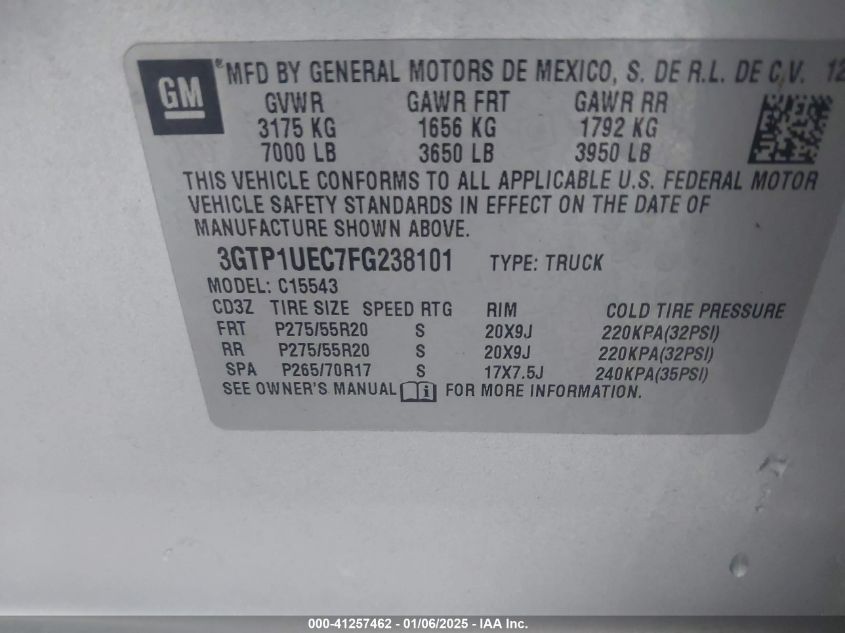 GM
®MFD BY GENERAL MOTORS DE MEXICO, S. DE R.L. DE C.V. 12
GVWR GAWR FRT GAWR RR
3175 KG 1656 KG 1792 KG
7000 LB 3650 LB 3950 LB
THIS VEHICLE CONFORMS TO ALL APPLICABLE U.S. FEDERAL MOTOR
VEHICLE SAFETY STANDARDS IN EFFECT ON THE DATE OF
MANUFACTURE SHOWN ABOVE.
3GTP1UEC7FG238101 TYPE: TRUCK
MODEL: C15543
CD3Z TIRE SIZE SPEED RTG RIM COLD TIRE PRESSURE
FRT P275/55R20 S 20X9J 220KPA(32PSI)
RR P275/55R20 S 20X9J 220KPA(32PSI)
SPA P265/70R17 S 17X7.5J 240KPA(35PSI)
SEE OWNER'S MANUAL i FOR MORE INFORMATION.
000-41257462 - 01/06/2025 - IAA Inc.